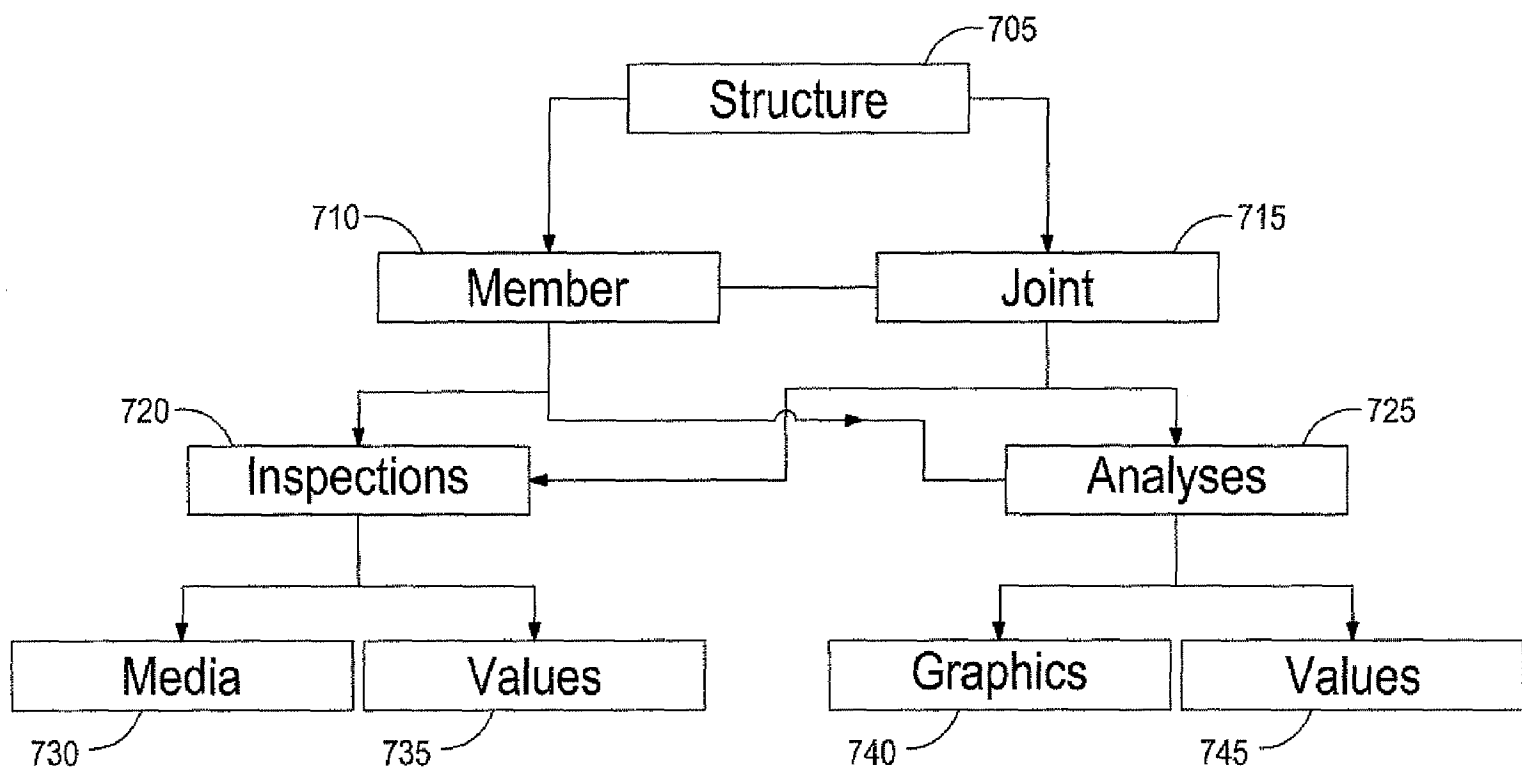 705
Structure
710
715
Member
Joint
720
725
Inspections
Analyses
Media
Values
Graphics
Values
730
735
740
745